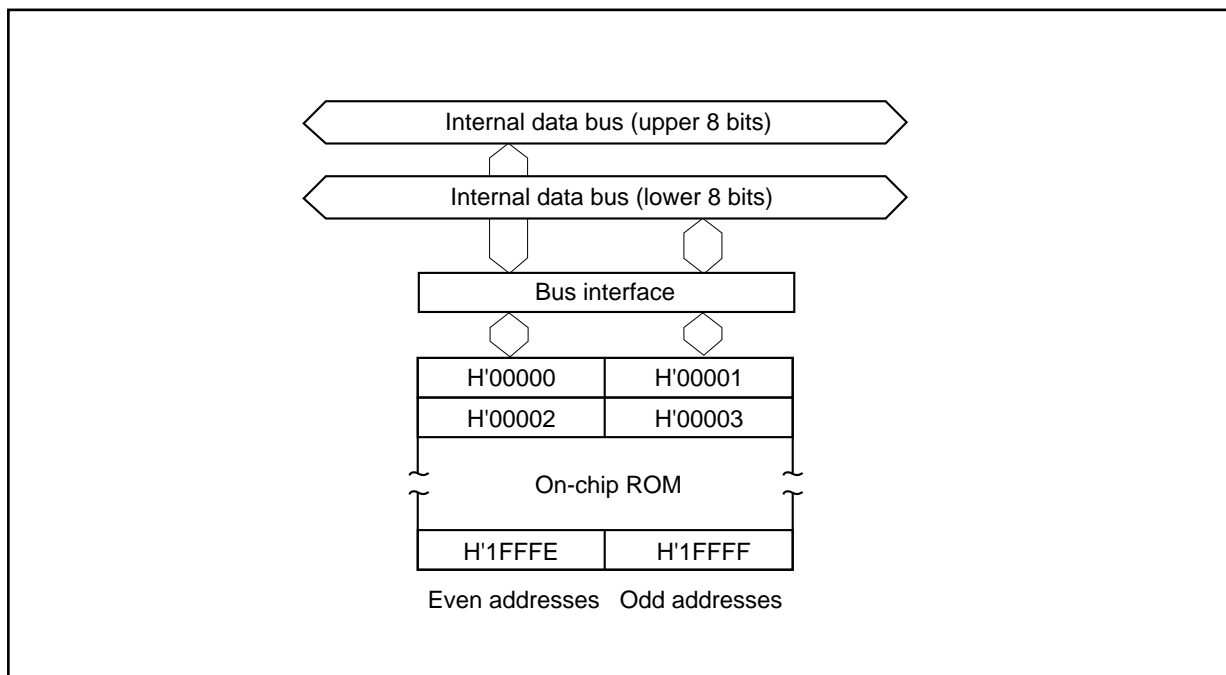 Internal data bus (upper 8 bits)
Internal data bus (lower 8 bits)
Bus interface
H'00000 H'00001
H'00002 H'00003
On-chip ROM
H'1FFFE H'1FFFF
Even addresses Odd addresses